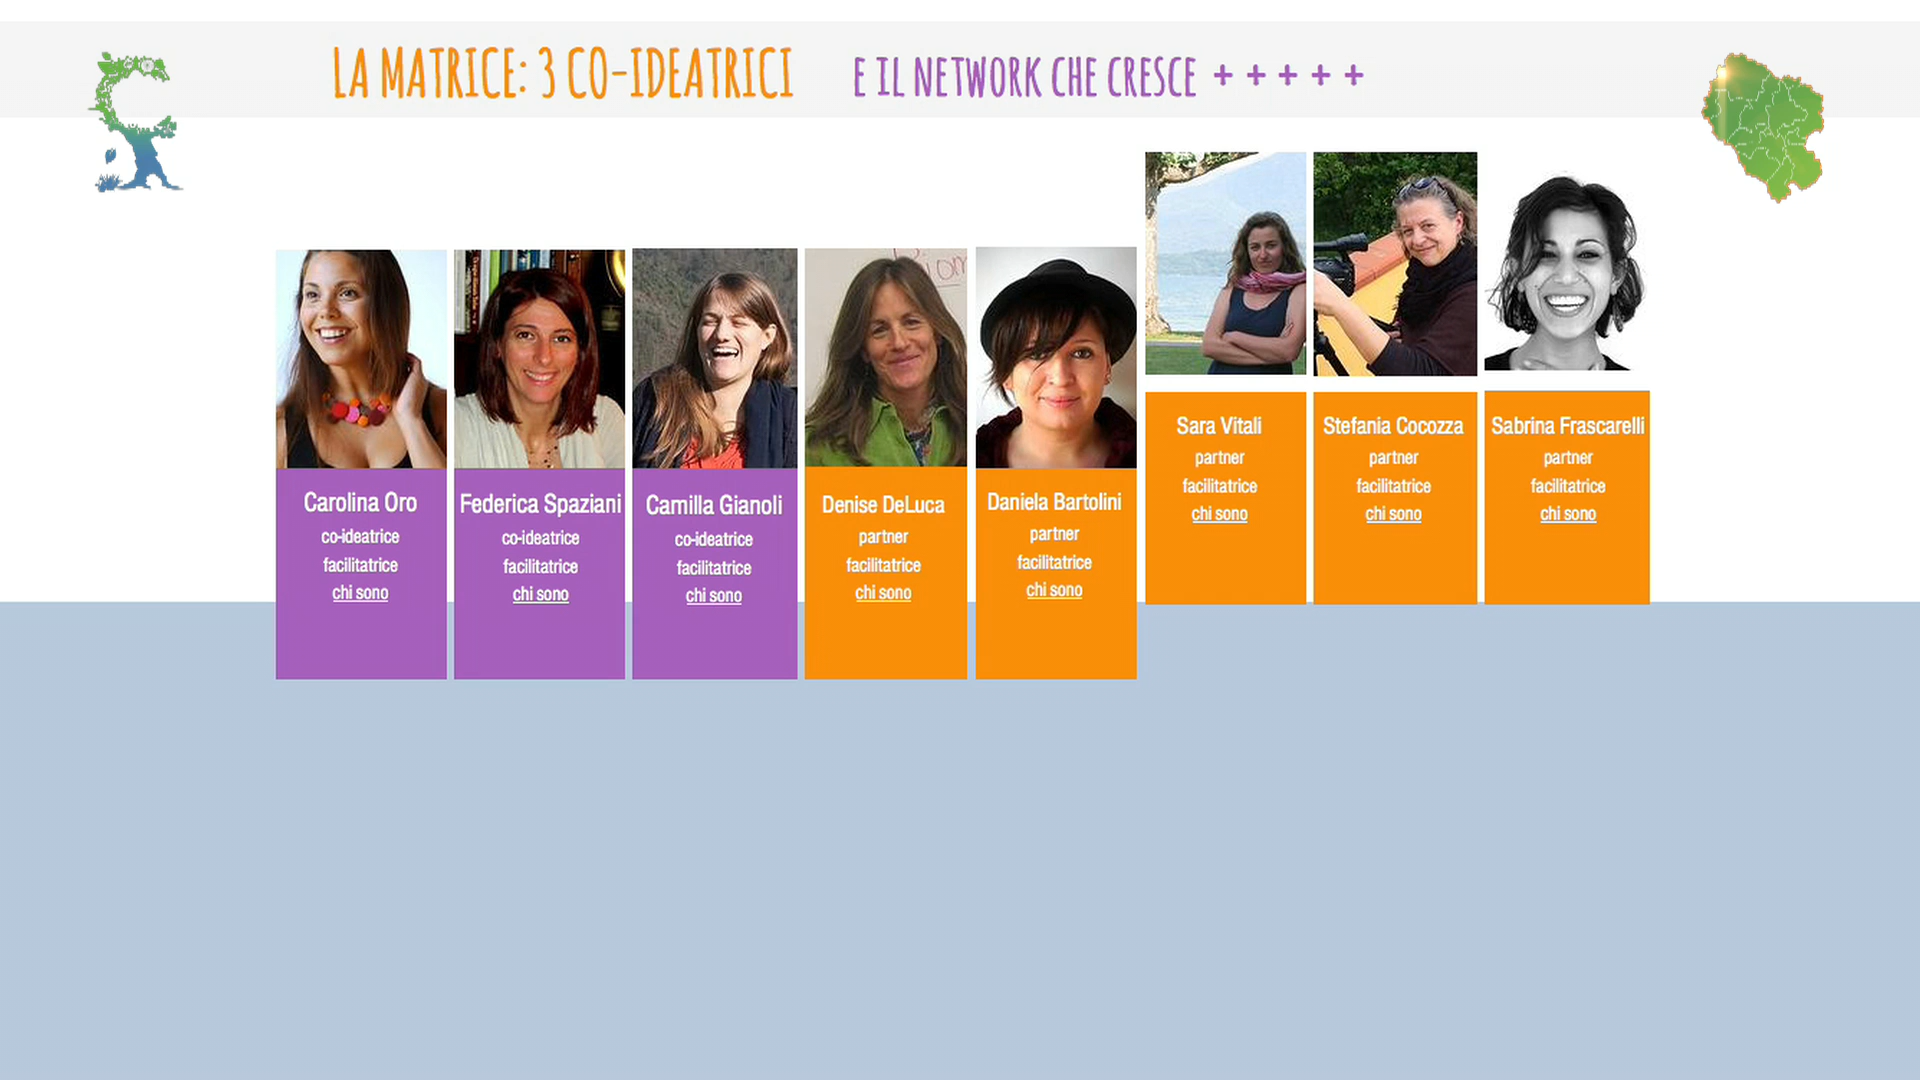 LA MATRICE: 3 CO-IDEATRICI
E IL NETWORK CHE CRESCE + + + + +
Carolina Oro
co-ideatrice
facilitatrice
chi sono
Federica Spaziani
co-ideatrice
facilitatrice
chi sono
Camilla Gianoli
co-ideatrice
facilitatrice
chi sono
Denise DeLuca
partner
facilitatrice
chi sono
Daniela Bartolini
partner
facilitatrice
chi sono
Sara Vitali
partner
facilitatrice
chi sono
Stefania Cocozza
partner
facilitatrice
chi sono
Sabrina Frascarelli
partner
facilitatrice
chi sono